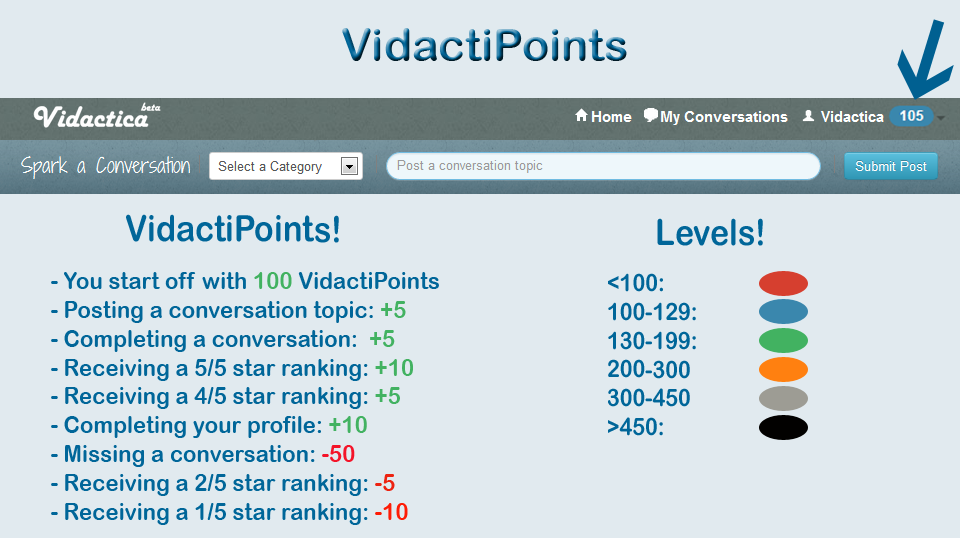 VidactiPoints
Vidactica beta
Home My Conversations Vidactica 105
Spark a Conversation Select a Category Post a conversation topic Submit Post
VidactiPoints!
- You start off with 100 VidactiPoints
- Posting a conversation topic: +5
- Completing a conversation: +5
- Receiving a 5/5 star ranking: +10
- Receiving a 4/5 star ranking: +5
- Completing your profile: +10
- Missing a conversation: -50
- Receiving a 2/5 star ranking: -5
- Receiving a 1/5 star ranking: -10
Levels!
<100:
100-129:
130-199:
200-300
300-450
>450: